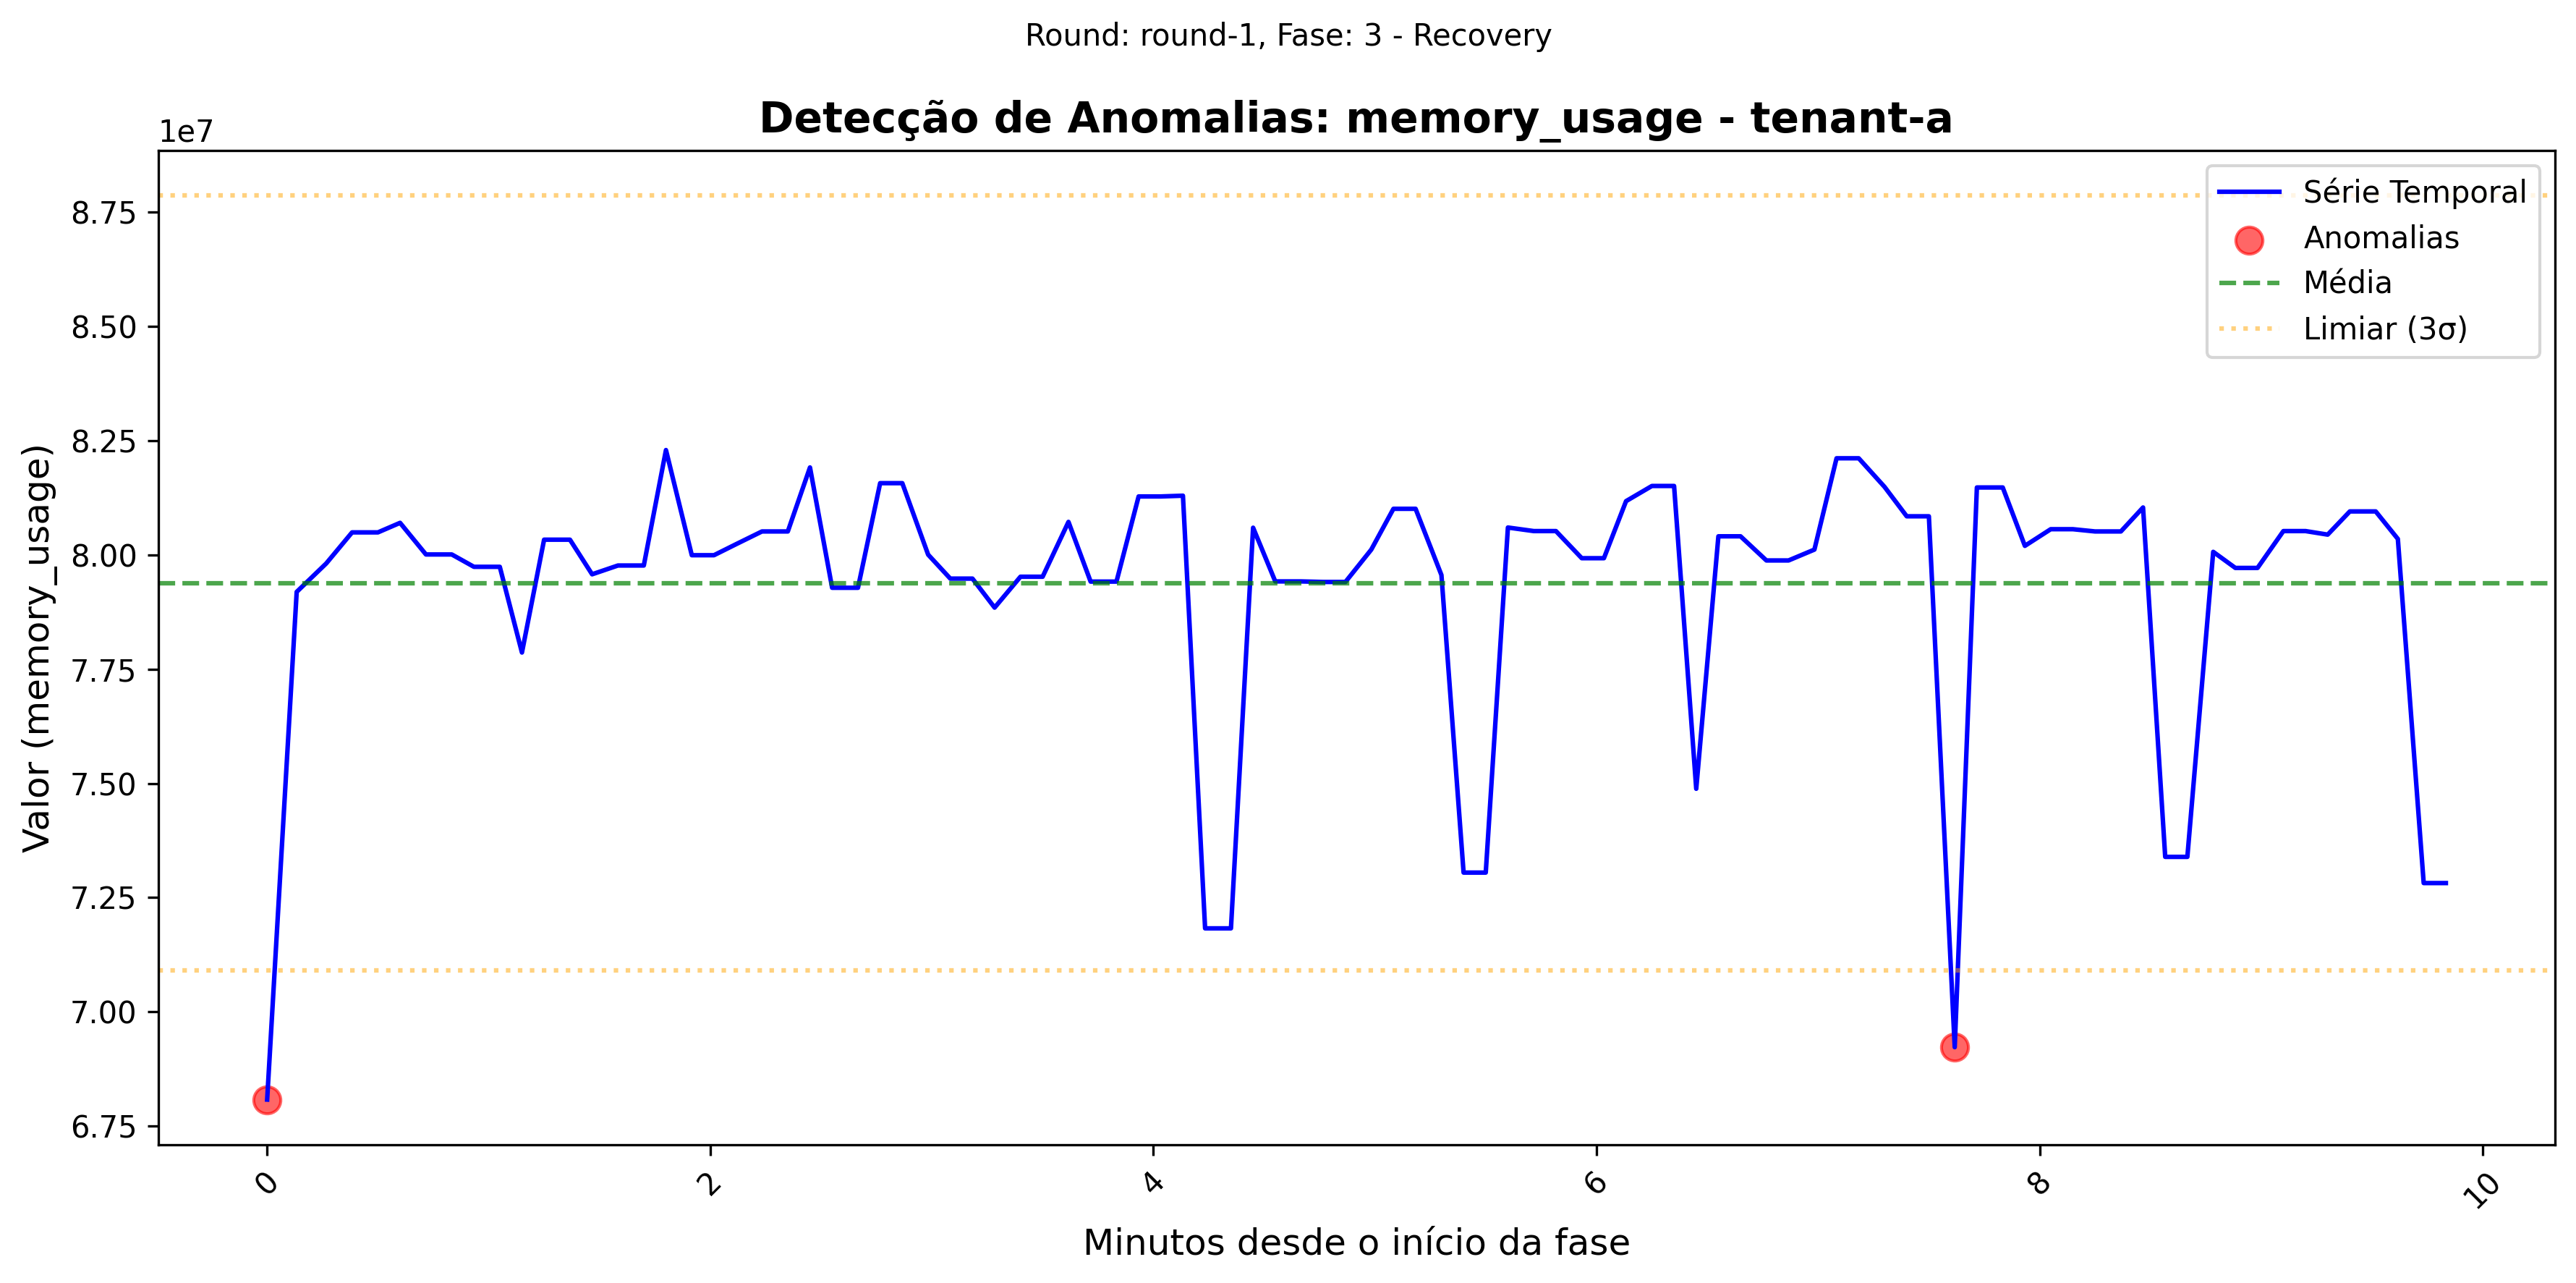 Round: round-1, Fase: 3 - Recovery
Detecção de Anomalias: memory_usage - tenant-a
1e7
8.75
8.50
8.25
8.00
7.75
7.50
7.25
7.00
6.75
Valor (memory_usage)
Série Temporal
Anomalias
Média
Limiar (3σ)
0
2
4
6
8
10
Minutos desde o início da fase